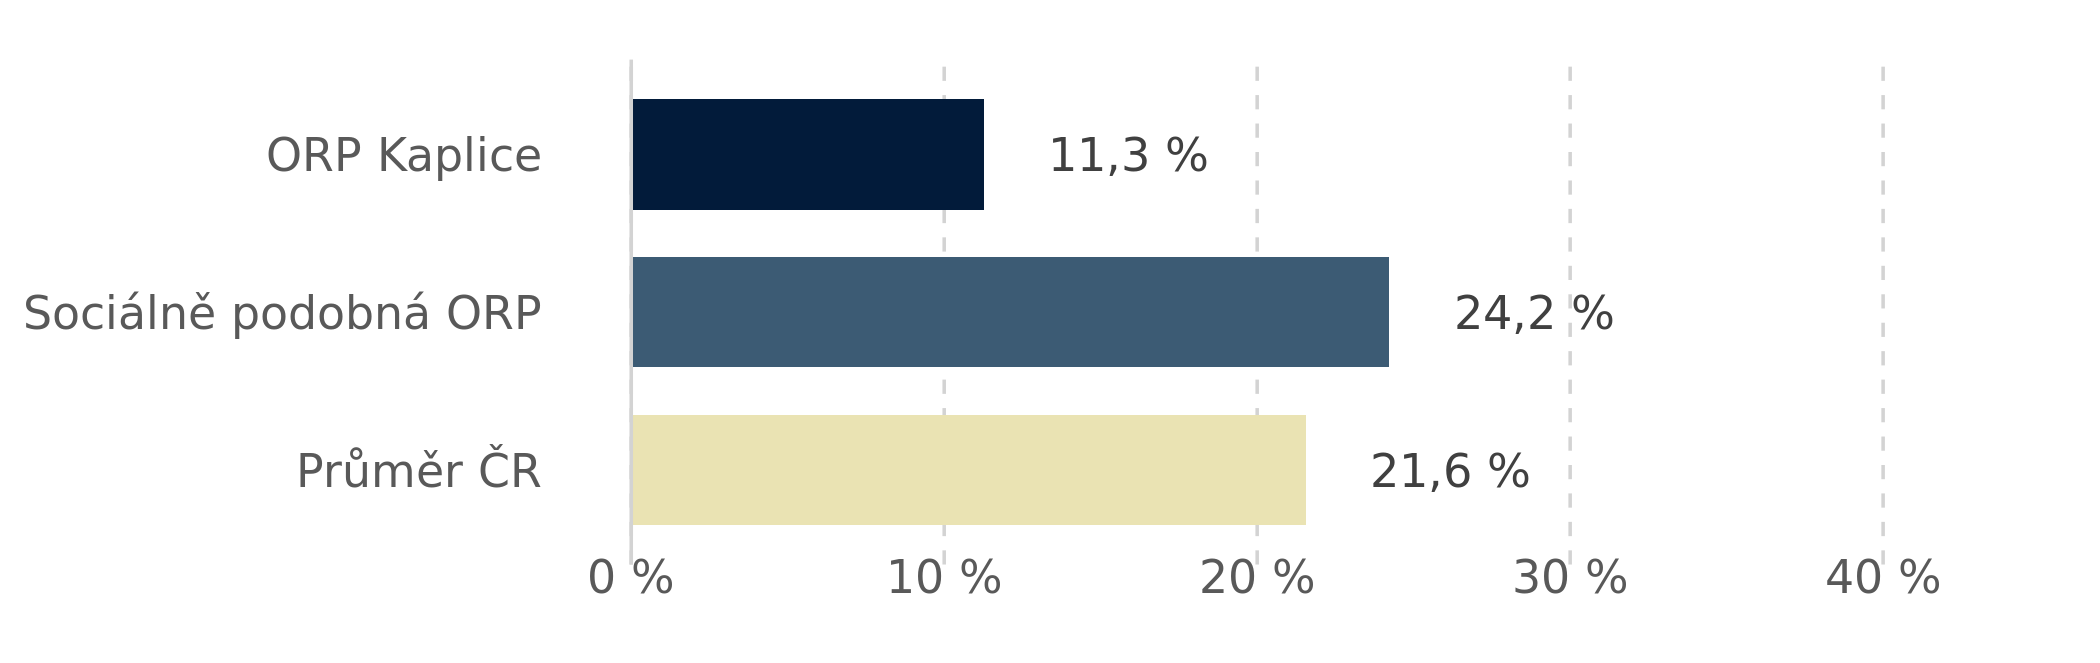 ORP Kaplice
11,3 %
Sociálně podobná ORP
24,2 %
Průměr ČR
21,6 %
0 % 10 % 20 % 30 % 40 %